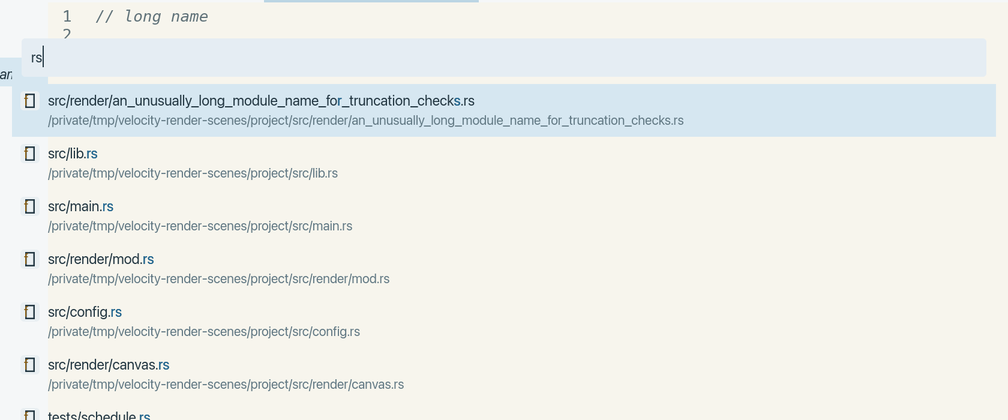 1 // long name
2
rs
src/render/an_unusually_long_module_name_for_truncation_checks.rs
/private/tmp/velocity-render-scenes/project/src/render/an_unusually_long_module_name_for_truncation_checks.rs
src/lib.rs
/private/tmp/velocity-render-scenes/project/src/lib.rs
src/main.rs
/private/tmp/velocity-render-scenes/project/src/main.rs
src/render/mod.rs
/private/tmp/velocity-render-scenes/project/src/render/mod.rs
src/config.rs
/private/tmp/velocity-render-scenes/project/src/config.rs
src/render/canvas.rs
/private/tmp/velocity-render-scenes/project/src/render/canvas.rs
tests/schedule.rs